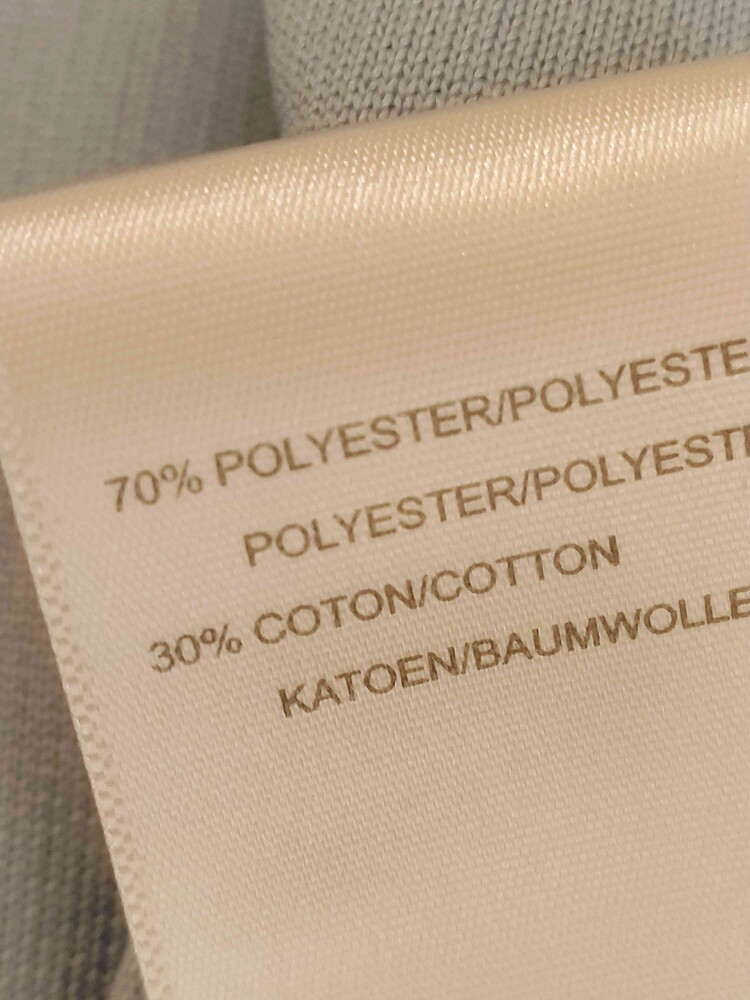 70% POLYESTER/POLYESTE
POLYESTER/POLYEST
30% COTON/COTTON
KATOEN/BAUMWOLLE